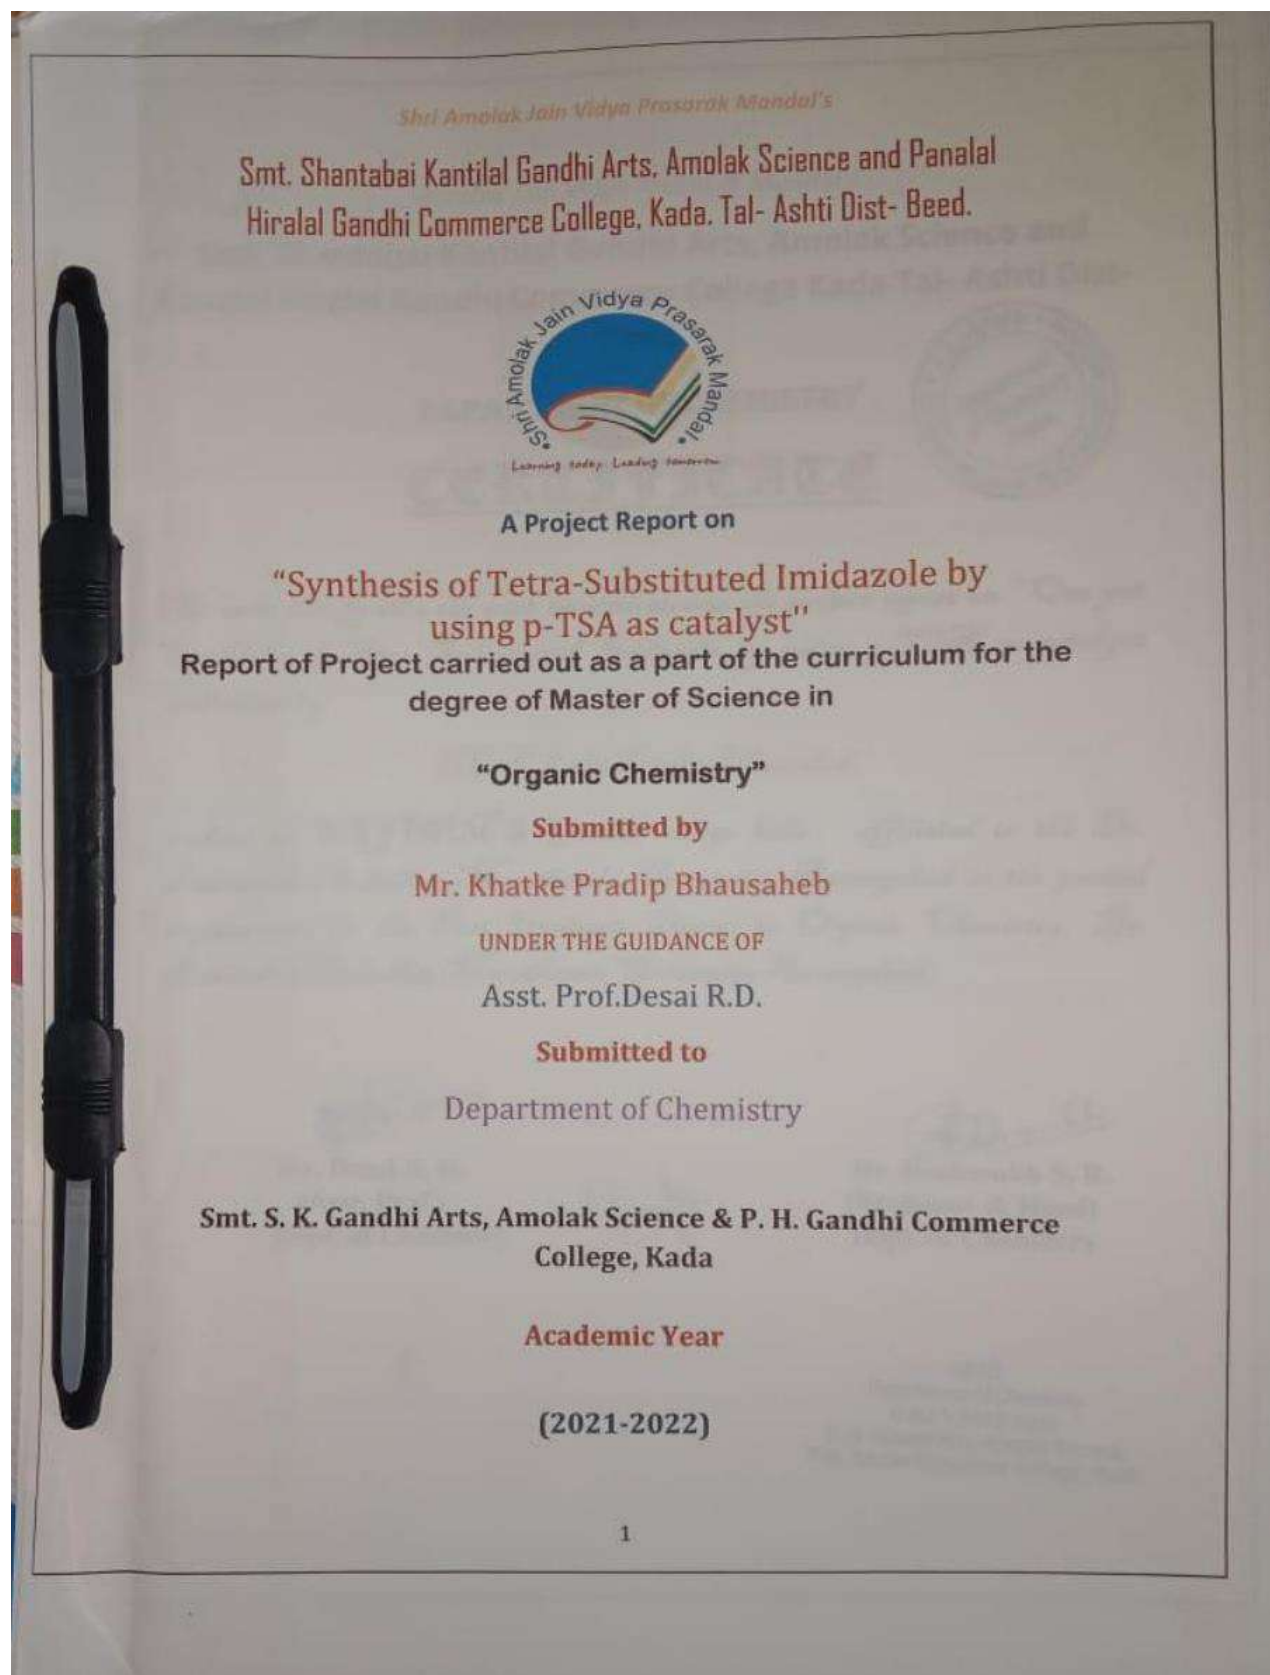 Shri Amolak Jain Vidya Prasarak Mandal's
Smt. Shantabai Kantilal Gandhi Arts, Amolak Science and Panalal
Hiralal Gandhi Commerce College, Kada. Tal- Ashti Dist- Beed.
•Shri Amolak Jain Vidya Prasarak Mandal•
Learning today. Leading tomorrow
A Project Report on
“Synthesis of Tetra-Substituted Imidazole by
using p-TSA as catalyst"
Report of Project carried out as a part of the curriculum for the
degree of Master of Science in
“Organic Chemistry”
Submitted by
Mr. Khatke Pradip Bhausaheb
UNDER THE GUIDANCE OF
Asst. Prof.Desai R.D.
Submitted to
Department of Chemistry
Smt. S. K. Gandhi Arts, Amolak Science & P. H. Gandhi Commerce
College, Kada
Academic Year
(2021-2022)
1